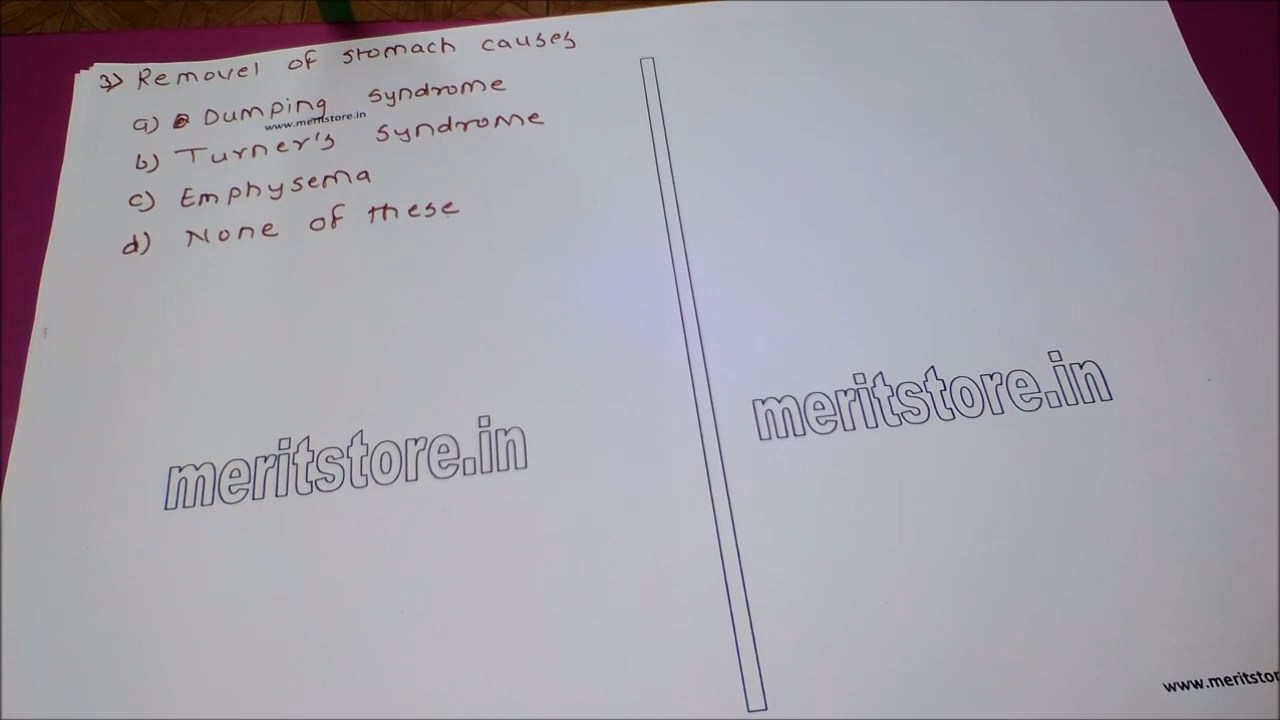 3) Removel of stomach causes
a) Dumping syndrome
www.meritstore.in
b) Turner's syndrome
c) Emphysema
d) None of these
meritstore.in
meritstore.in
www.meritstor